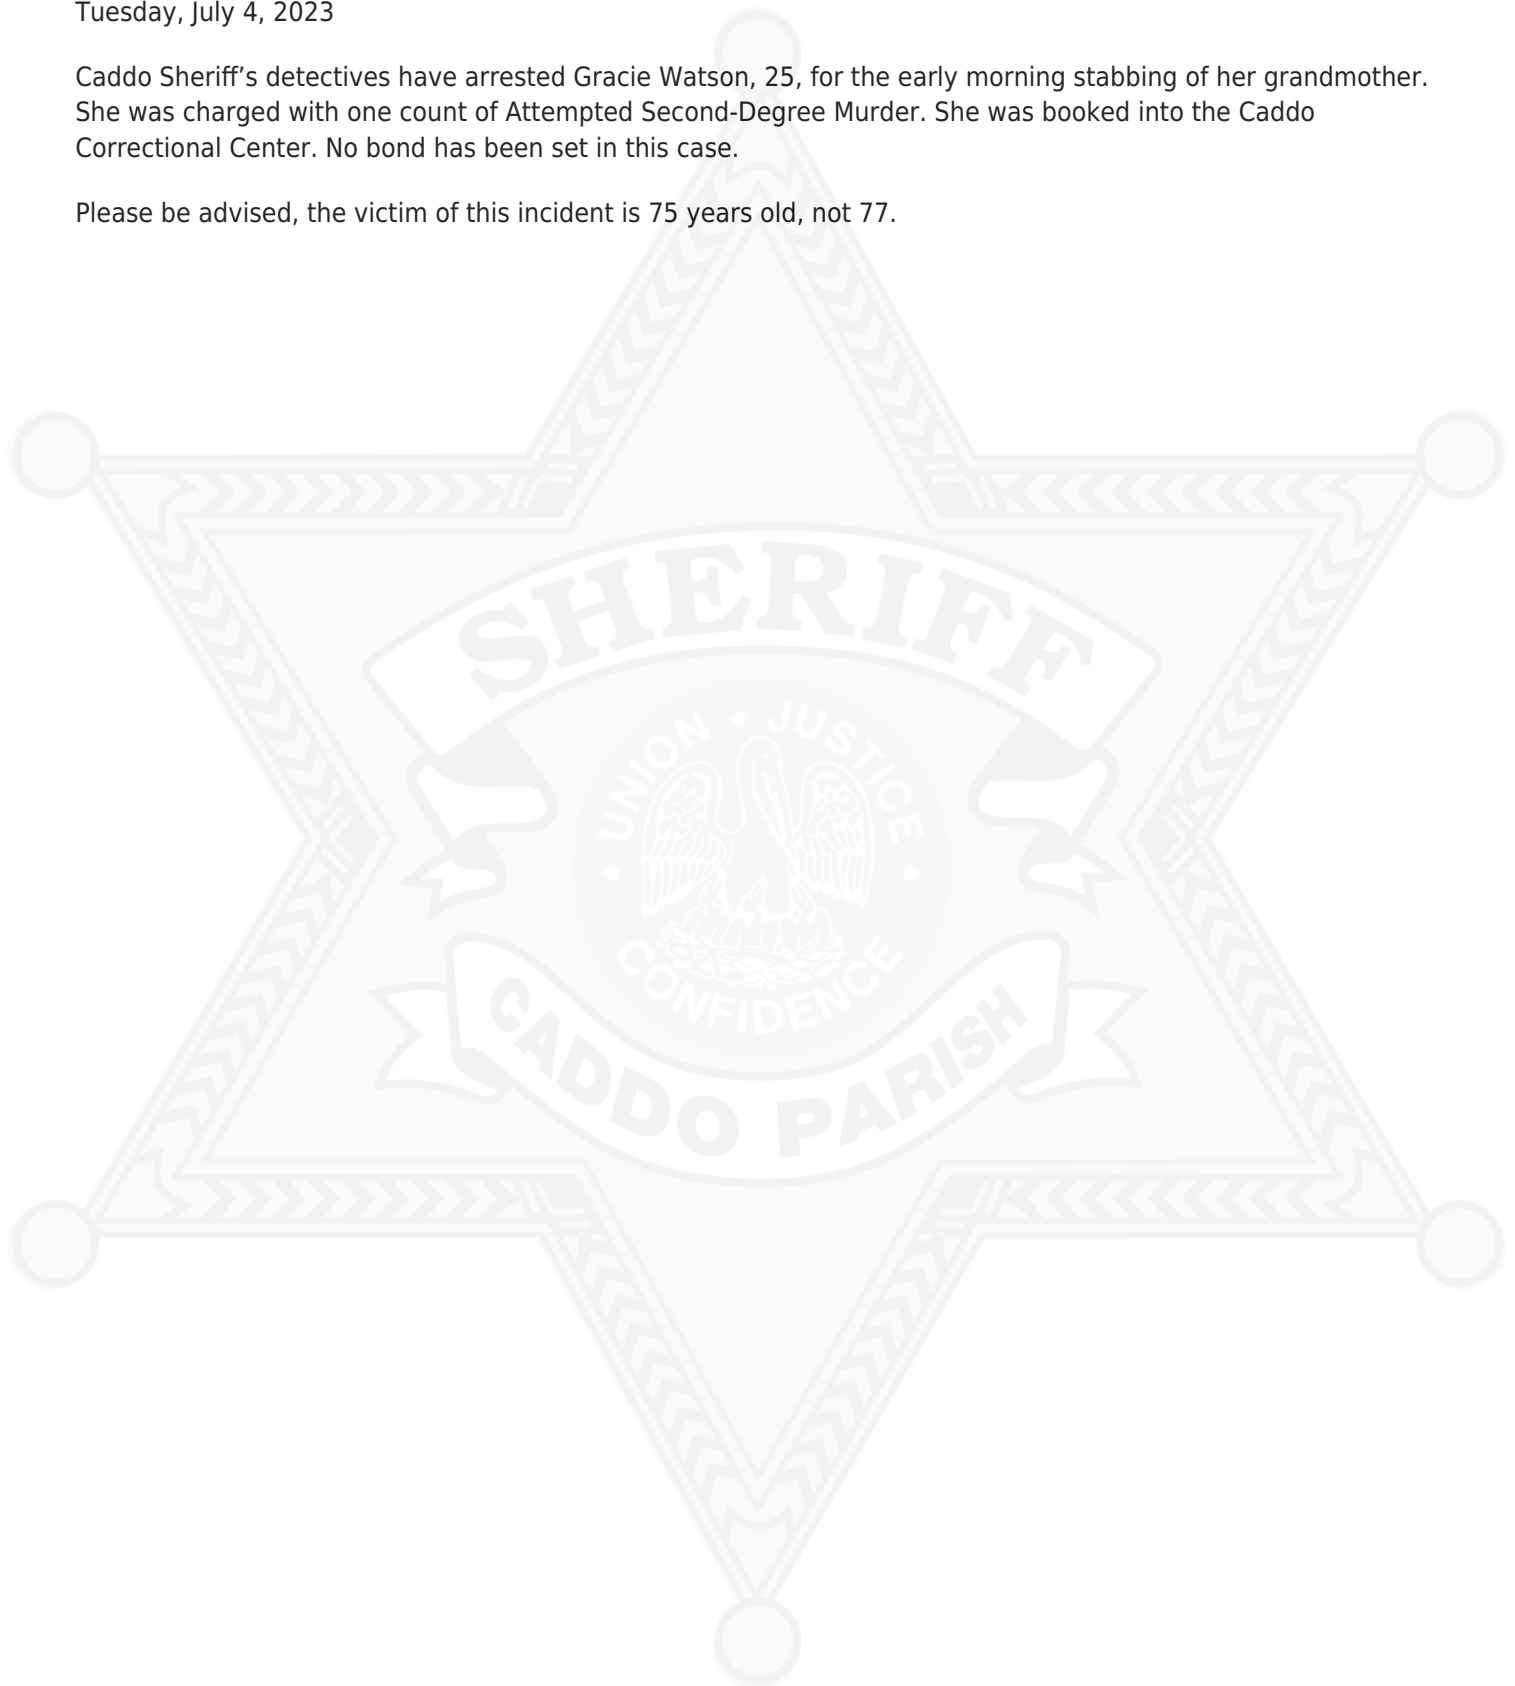 Tuesday, July 4, 2023
Caddo Sheriff’s detectives have arrested Gracie Watson, 25, for the early morning stabbing of her grandmother.
She was charged with one count of Attempted Second-Degree Murder. She was booked into the Caddo
Correctional Center. No bond has been set in this case.
Please be advised, the victim of this incident is 75 years old, not 77.
SHERIFF
UNION • JUSTICE
• CONFIDENCE •
CADDO PARISH